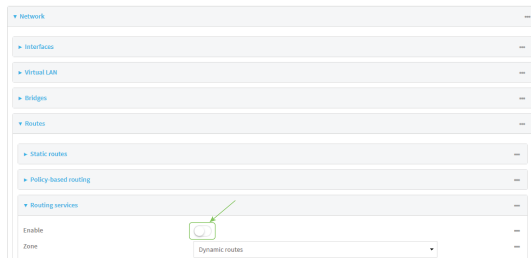 Network
Interfaces
Virtual LAN
Bridges
Routes
Static routes
Policy-based routing
Routing services
Enable
Zone
Dynamic routes